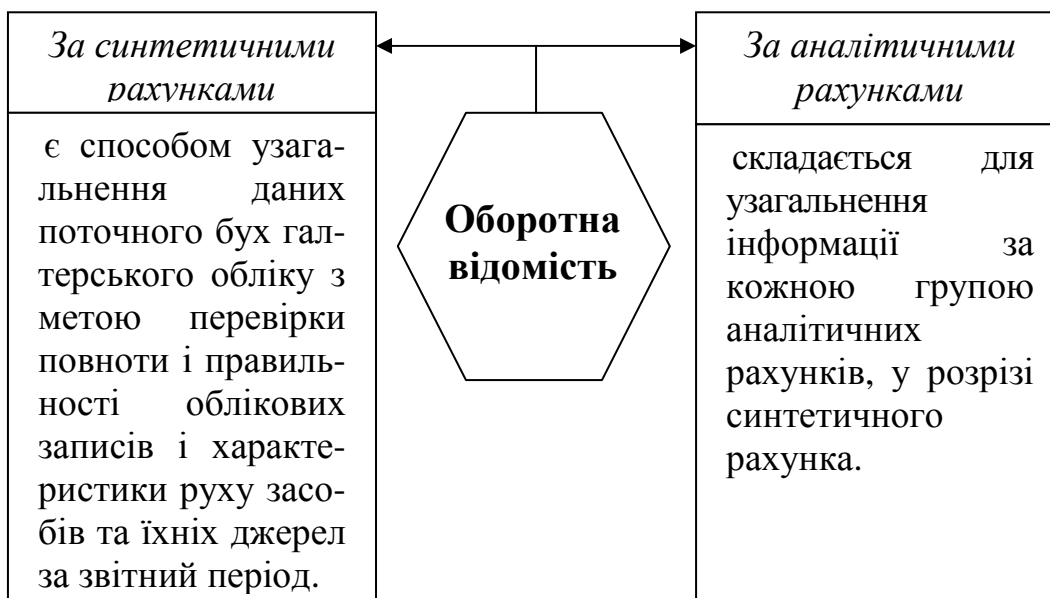 За синтетичними
рахунками
є способом узага-
льнення даних
поточного бух гал-
терського обліку з
метою перевірки
повноти і правиль-
ності облікових
записів і характе-
ристики руху засо-
бів та їхніх джерел
за звітний період.
Оборотна
відомість
За аналітичними
рахунками
складається для
узагальнення
інформації за
кожною групою
аналітичних
рахунків, у розрізі
синтетичного
рахунка.